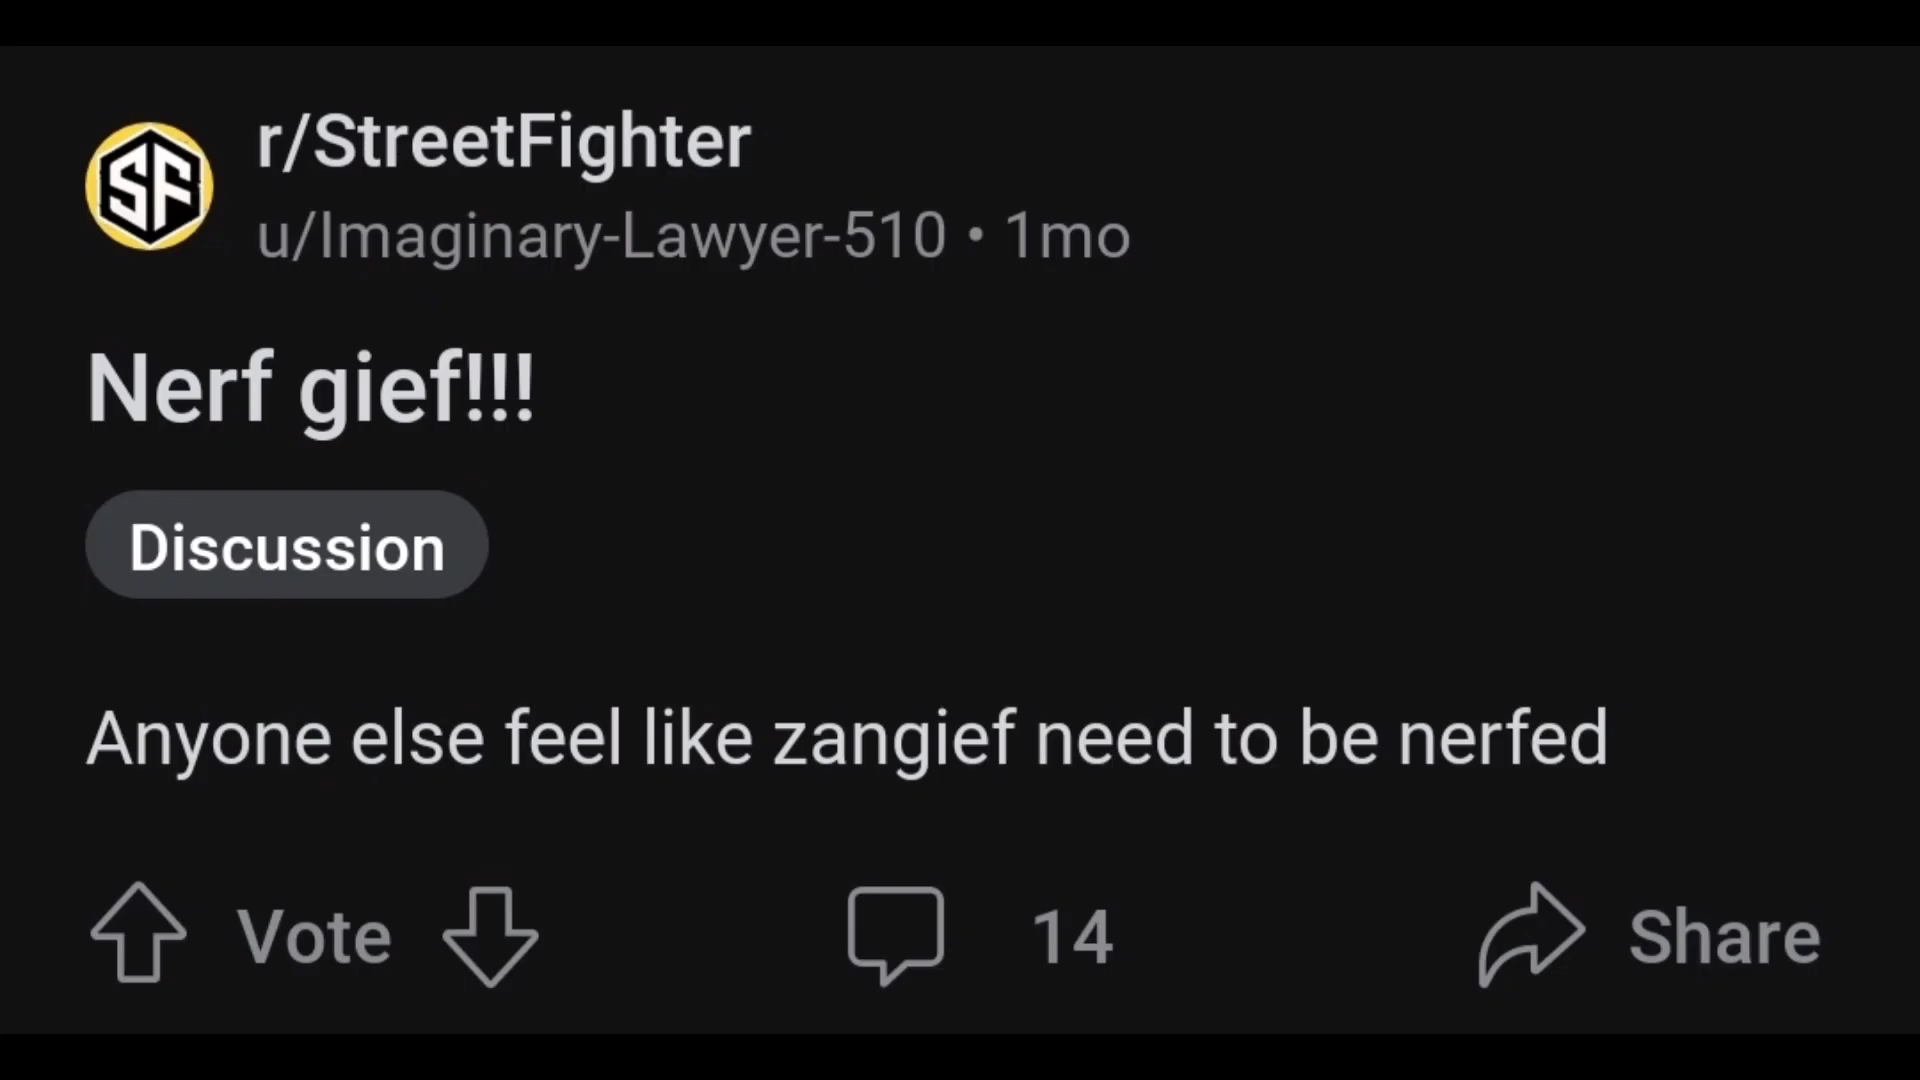 SF
r/StreetFighter
u/Imaginary-Lawyer-510 • 1mo
Nerf gief!!!
Discussion
Anyone else feel like zangief need to be nerfed
Vote 14 Share